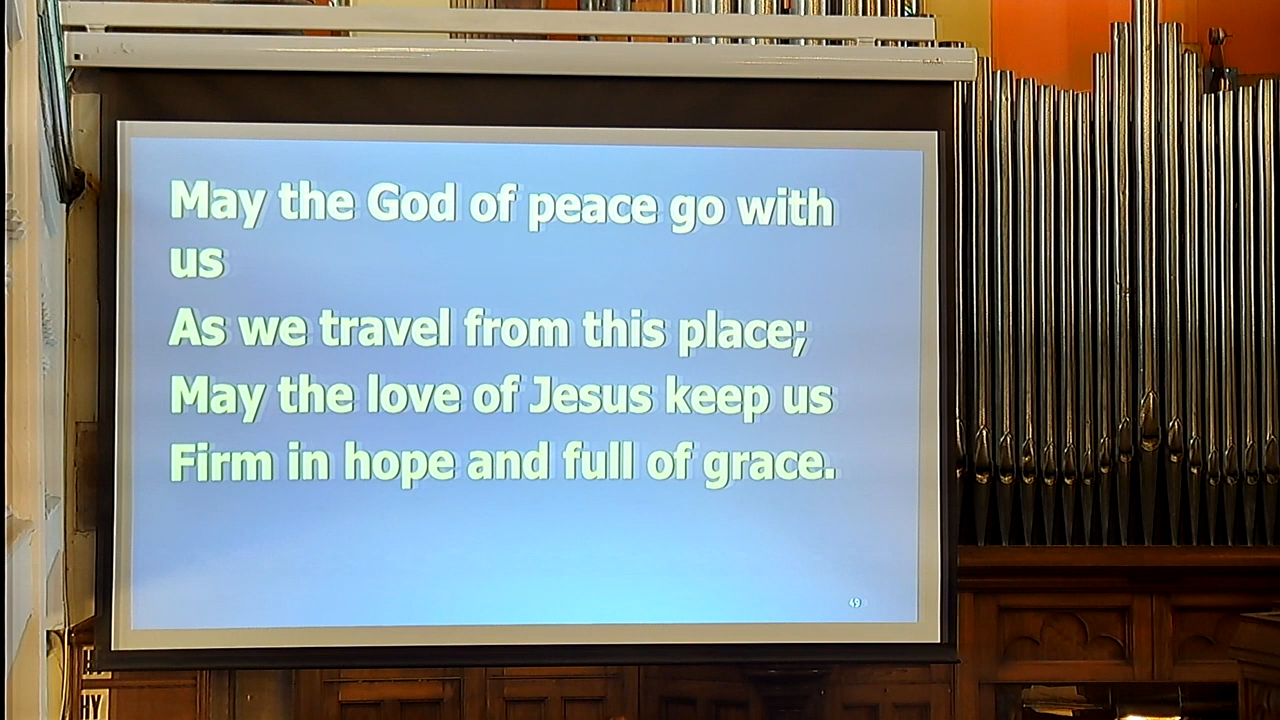 May the God of peace go with
us
As we travel from this place;
May the love of Jesus keep us
Firm in hope and full of grace.
49
HY